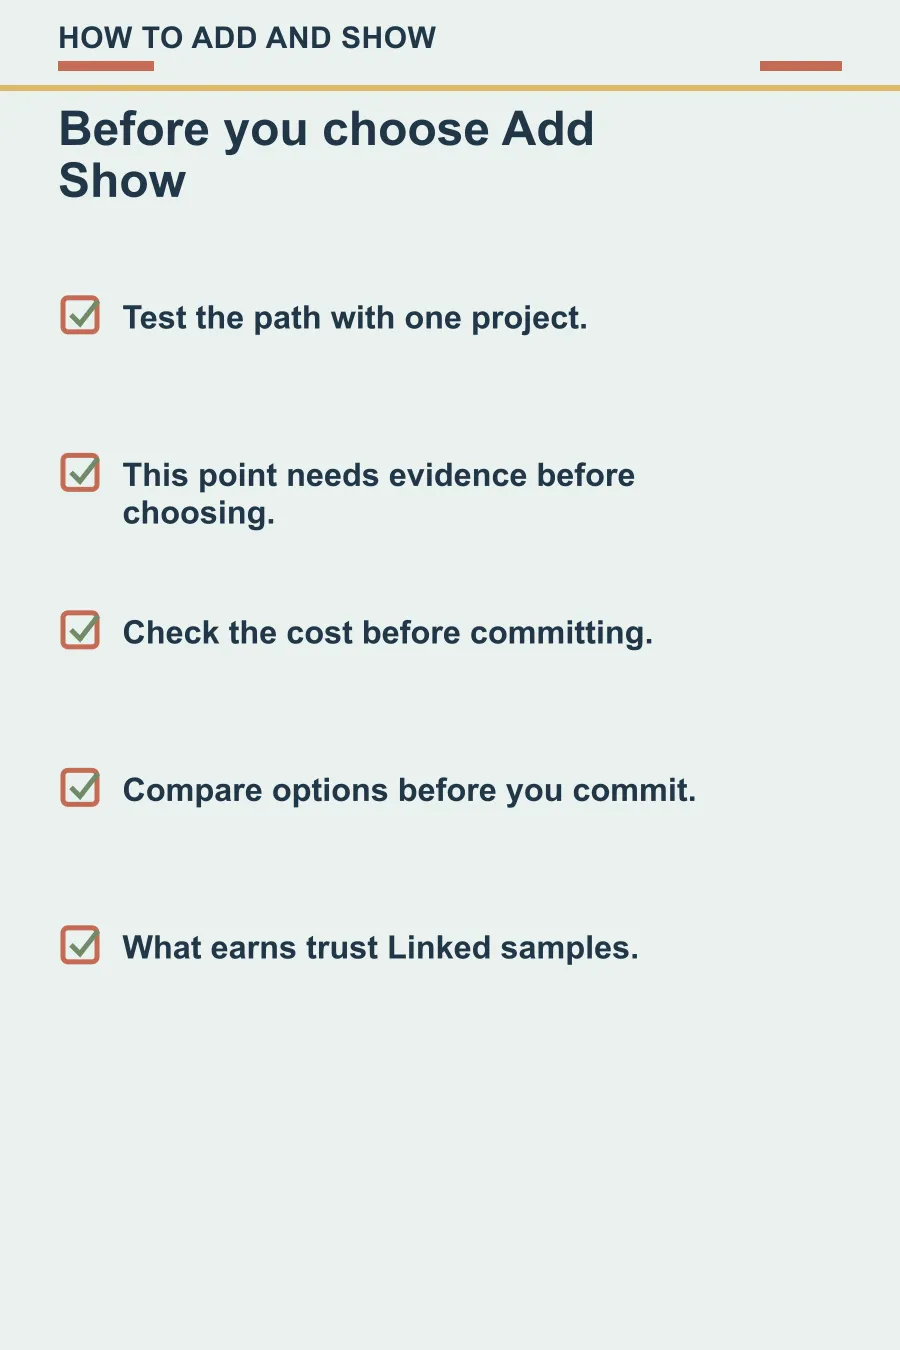 HOW TO ADD AND SHOW
Before you choose Add
Show
Test the path with one project.
This point needs evidence before
choosing.
Check the cost before committing.
Compare options before you commit.
What earns trust Linked samples.